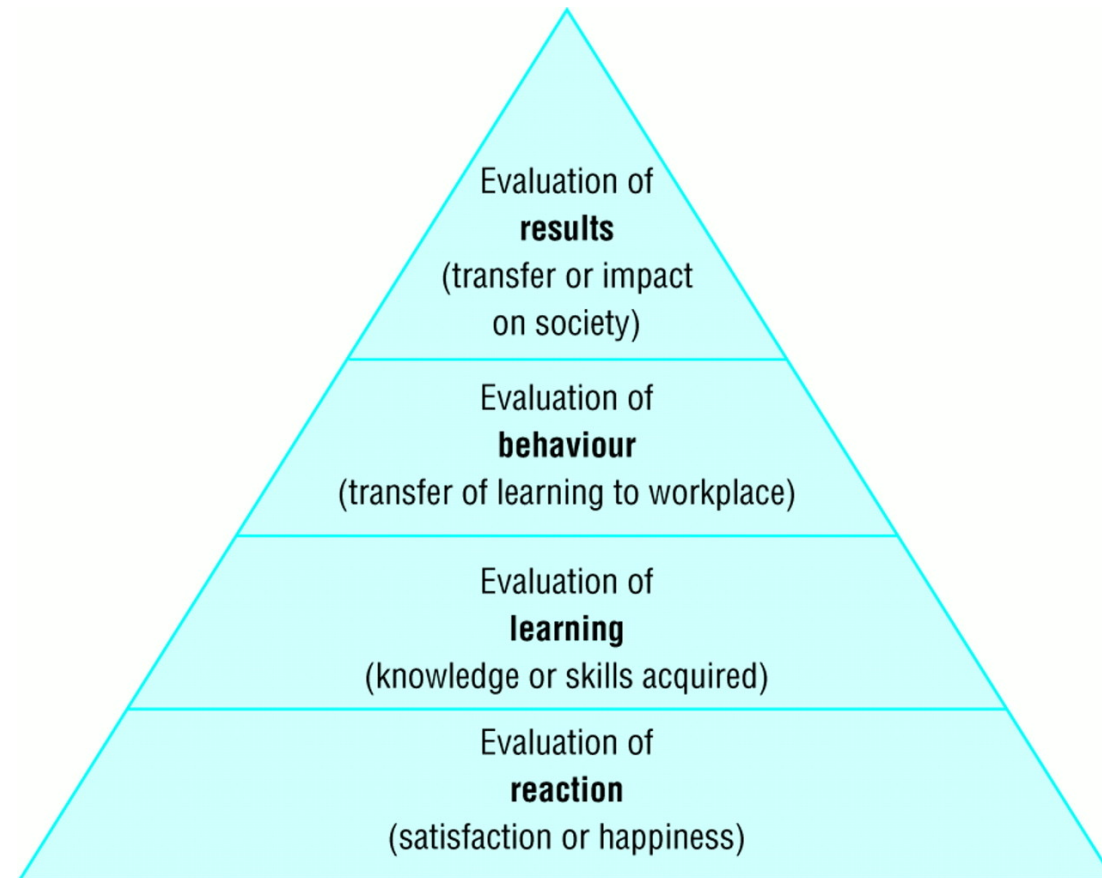 Evaluation of
results
(transfer or impact
on society)
Evaluation of
behaviour
(transfer of learning to workplace)
Evaluation of
learning
(knowledge or skills acquired)
Evaluation of
reaction
(satisfaction or happiness)